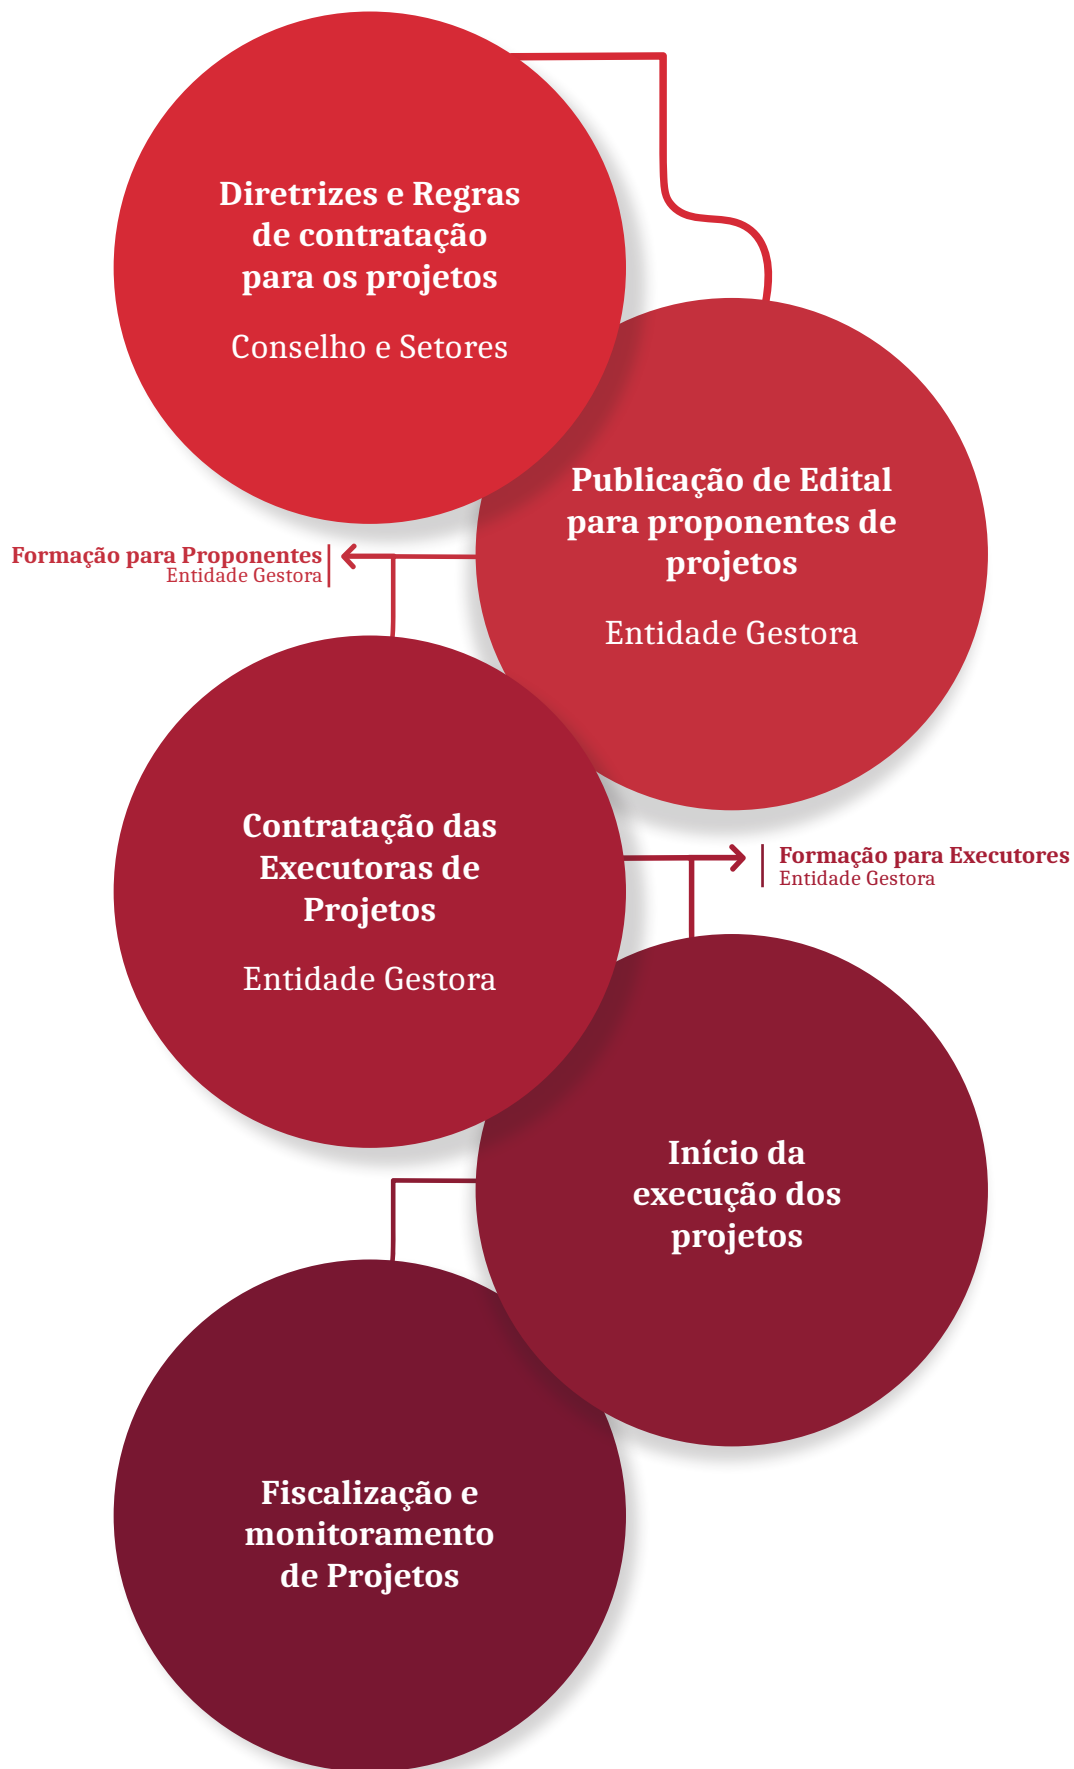 Diretrizes e Regras
de contratação
para os projetos
Conselho e Setores
Publicação de Edital
para proponentes de
projetos
Entidade Gestora
Formação para Proponentes
Entidade Gestora
Contratação das
Executoras de
Projetos
Entidade Gestora
Formação para Executores
Entidade Gestora
Início da
execução dos
projetos
Fiscalização e
monitoramento
de Projetos